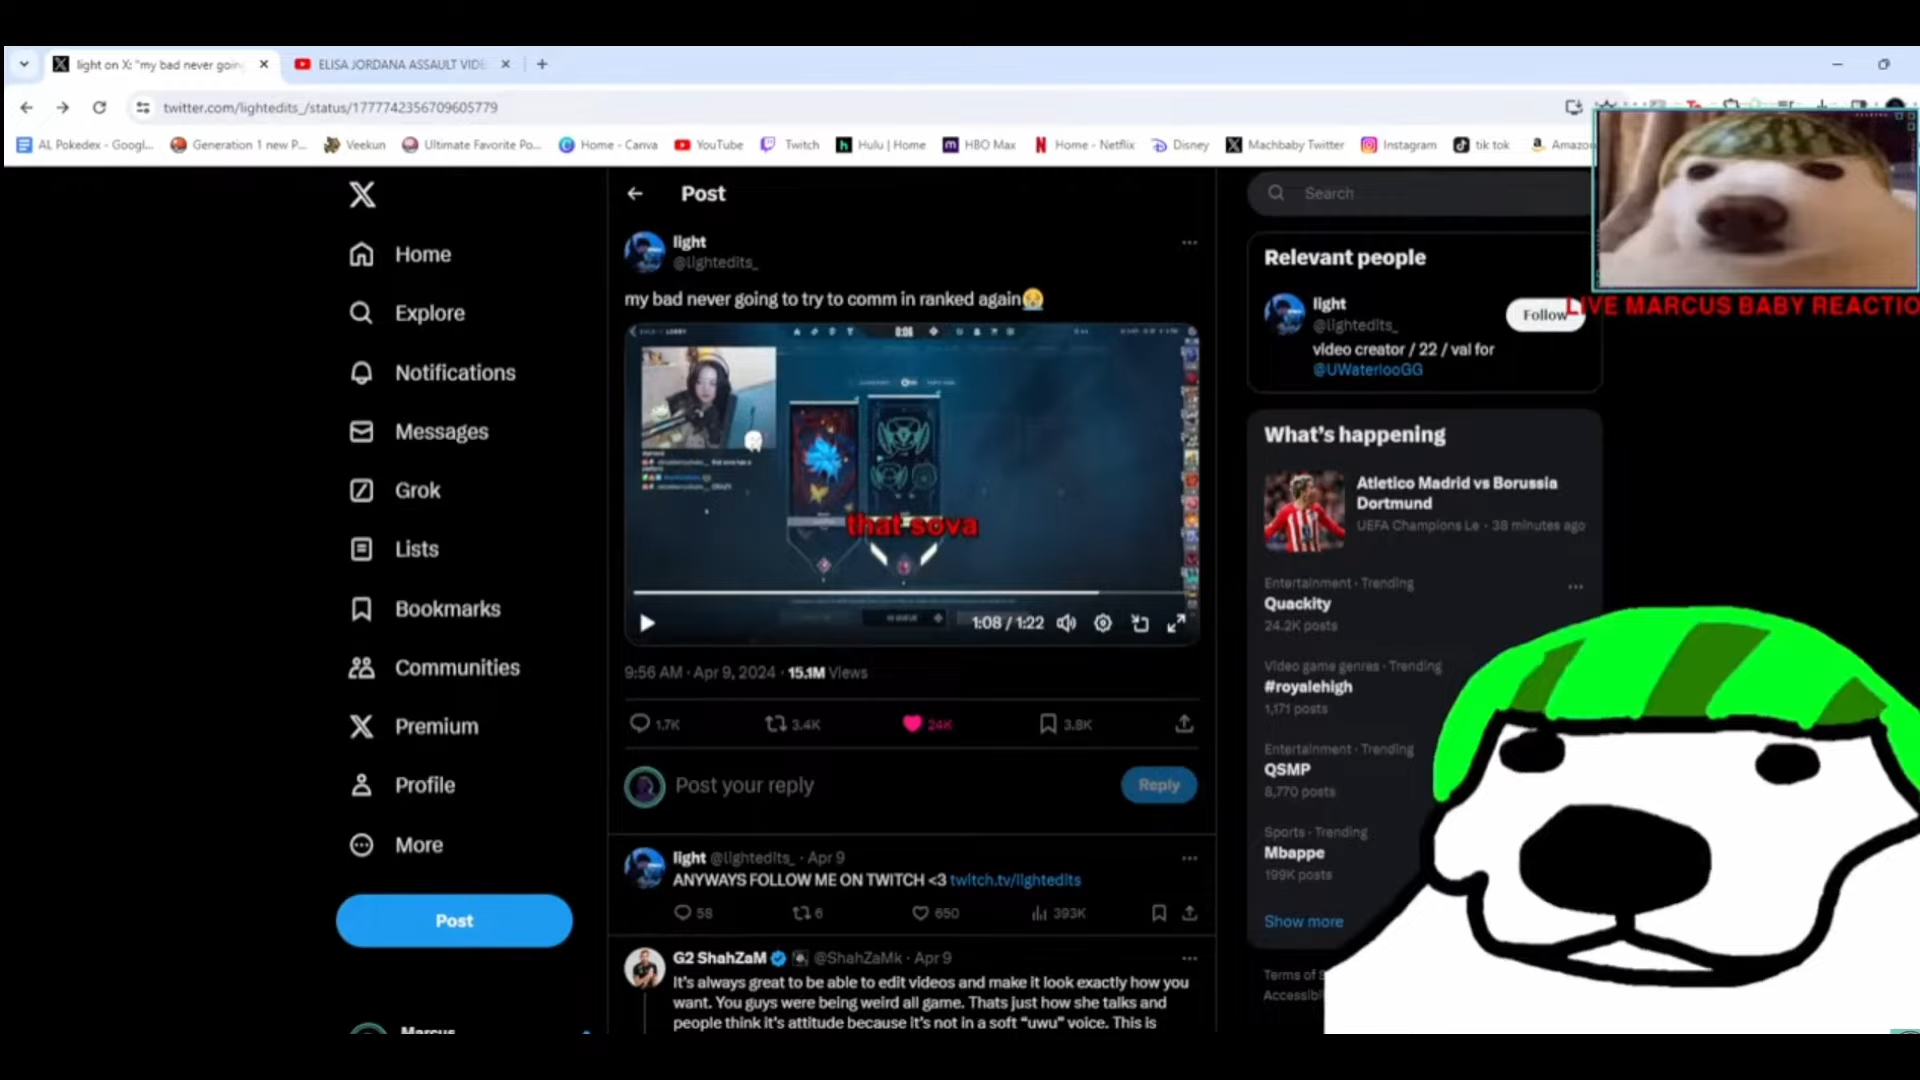 light on X: "my bad never goin
ELISA JORDANA ASSAULT VIDE
twitter.com/lightedits_/status/1777742356709605779
AL Pokedex - Googl...
Generation 1 new P...
Veekun
Ultimate Favorite Po...
Home - Canva
YouTube
Twitch
Hulu | Home
HBO Max
Home - Netflix
Disney
Machbaby Twitter
Instagram
tik tok
Amazo
LIVE MARCUS BABY REACTIO
Home
Explore
Notifications
Messages
Grok
Lists
Bookmarks
Communities
Premium
Profile
More
Post
Marcus
Post
light
@lightedits_
my bad never going to try to comm in ranked again😭
that sova
1:08 / 1:22
9:56 AM · Apr 9, 2024 · 15.1M Views
1.7K
3.4K
24K
3.8K
Post your reply
Reply
light @lightedits_ · Apr 9
ANYWAYS FOLLOW ME ON TWITCH <3 twitch.tv/lightedits
58
6
650
393K
G2 ShahZaM @ShahZaMk · Apr 9
It's always great to be able to edit videos and make it look exactly how you
want. You guys were being weird all game. Thats just how she talks and
people think it's attitude because it's not in a soft "uwu" voice. This is
Search
Relevant people
light
@lightedits_
Follow
video creator / 22 / val for
@UWaterlooGG
What's happening
Atletico Madrid vs Borussia
Dortmund
UEFA Champions Le · 38 minutes ago
Entertainment · Trending
Quackity
24.2K posts
Video game genres · Trending
#royalehigh
1,171 posts
Entertainment · Trending
QSMP
8,770 posts
Sports · Trending
Mbappe
199K posts
Show more
Terms of
Accessibi